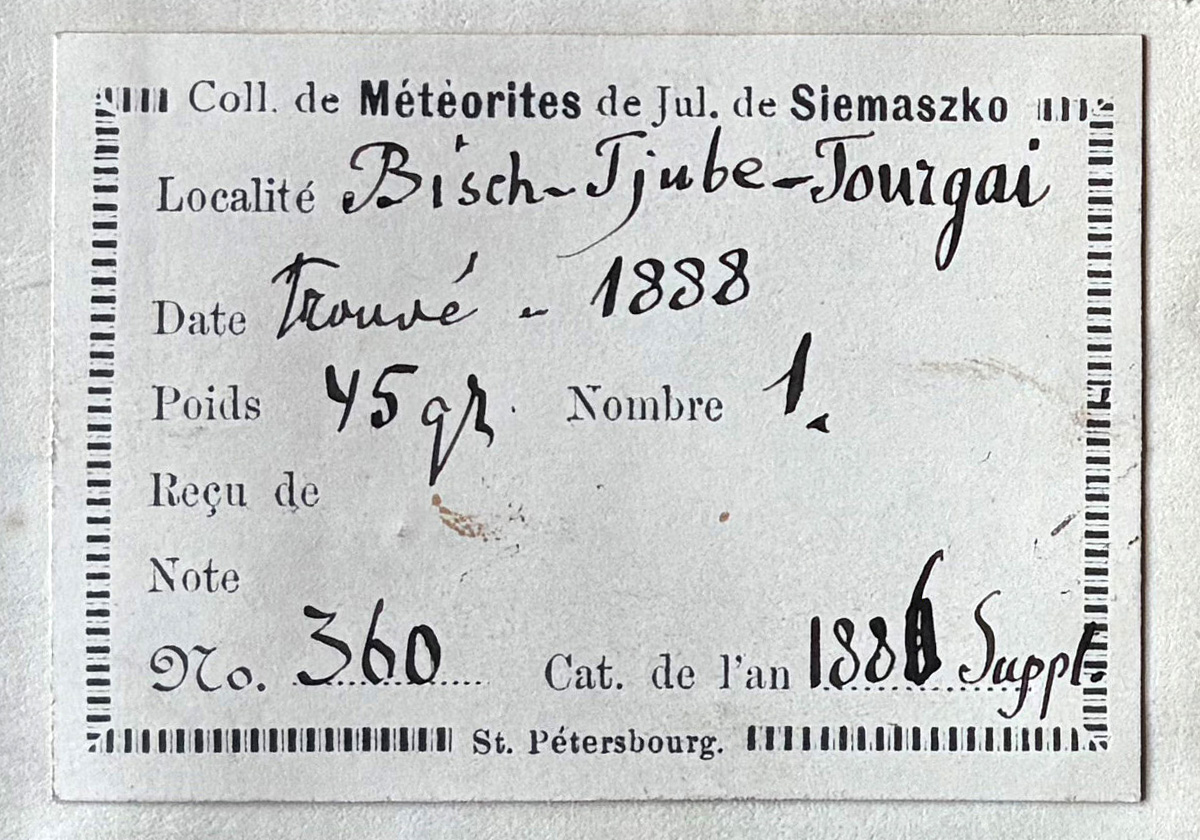 Coll. de Météorites de Jul. de Siemaszko
Localité Bisch-Tjube-Tourgai
Date Trouvé - 1888
Poids 45 gr. Nombre 1.
Reçu de
Note
No. 360 Cat. de l'an 1886 Suppl.
St. Pétersbourg.